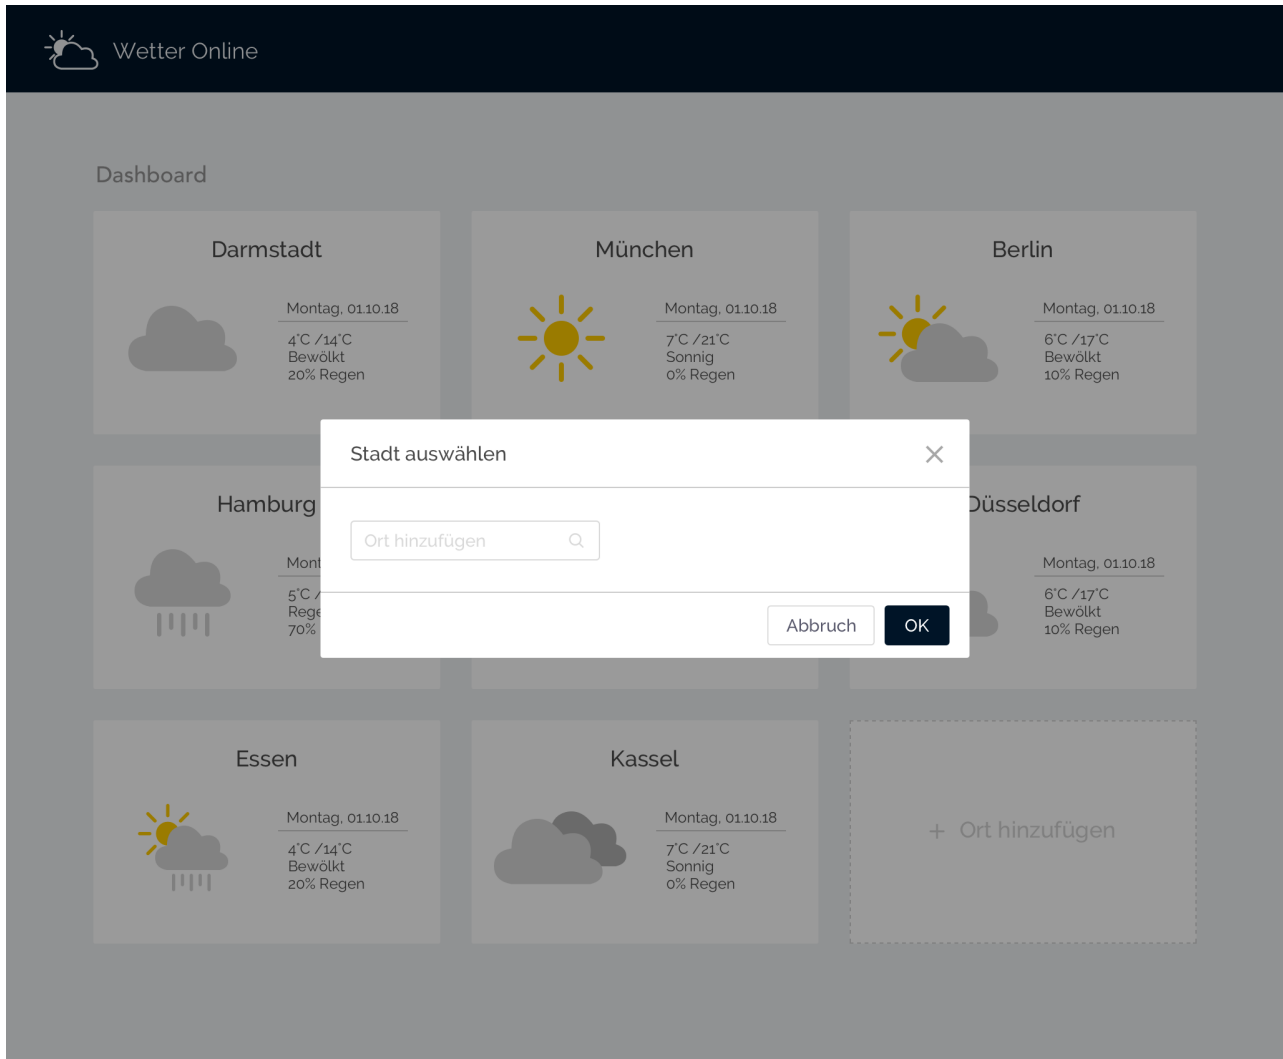 Wetter Online
Dashboard
Darmstadt
Montag, 01.10.18
4°C /14°C
Bewölkt
20% Regen
München
Montag, 01.10.18
7°C /21°C
Sonnig
0% Regen
Berlin
Montag, 01.10.18
6°C /17°C
Bewölkt
10% Regen
Stadt auswählen
Ort hinzufügen
Abbruch
OK
Hamburg
5°C /
70%
Düsseldorf
Montag, 01.10.18
6°C /17°C
Bewölkt
10% Regen
Essen
Montag, 01.10.18
4°C /14°C
Bewölkt
20% Regen
Kassel
Montag, 01.10.18
7°C /21°C
Sonnig
0% Regen
+ Ort hinzufügen